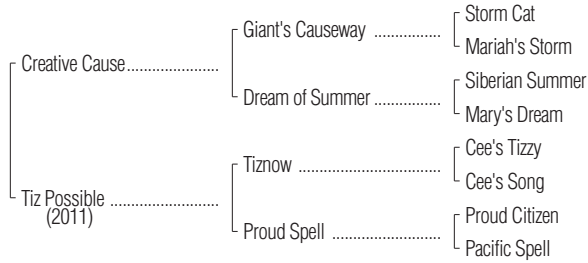 Storm Cat
Giant's Causeway ..................
Mariah's Storm
Creative Cause......................
Siberian Summer
Dream of Summer ...............
Mary's Dream
Cee's Tizzy
Tiznow ..............................
Cee's Song
Tiz Possible ..........................
(2011)
Proud Citizen
Proud Spell ........................
Pacific Spell